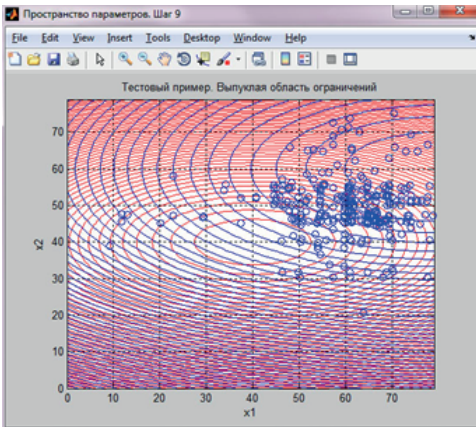 Пространство параметров. Шаг 9
File Edit View Insert Tools Desktop Window Help
Тестовый пример. Выпуклая область ограничений
70
60
50
40
30
20
10
0
x2
0 10 20 30 40 50 60 70
x1